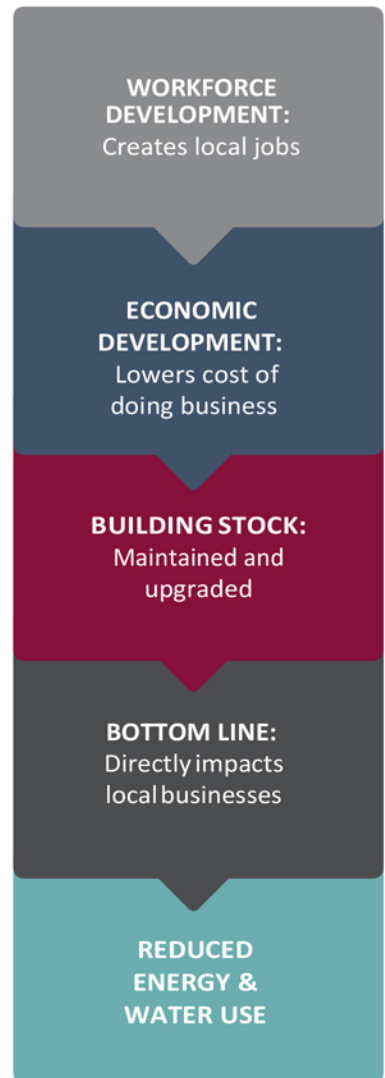 WORKFORCE
DEVELOPMENT:
Creates local jobs
ECONOMIC
DEVELOPMENT:
Lowers cost of
doing business
BUILDING STOCK:
Maintained and
upgraded
BOTTOM LINE:
Directly impacts
local businesses
REDUCED
ENERGY &
WATER USE